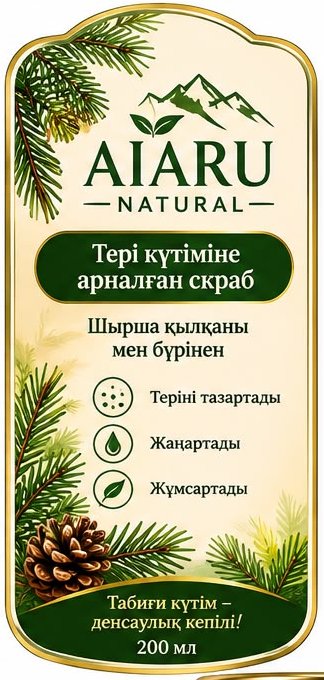 AIARU
NATURAL
Тері күтіміне
арналған скраб
Шырша қылқаны
мен бүрінен
Теріні тазартады
Жаңартады
Жұмсартады
Табиғи күтім –
денсаулық кепілі!
200 мл